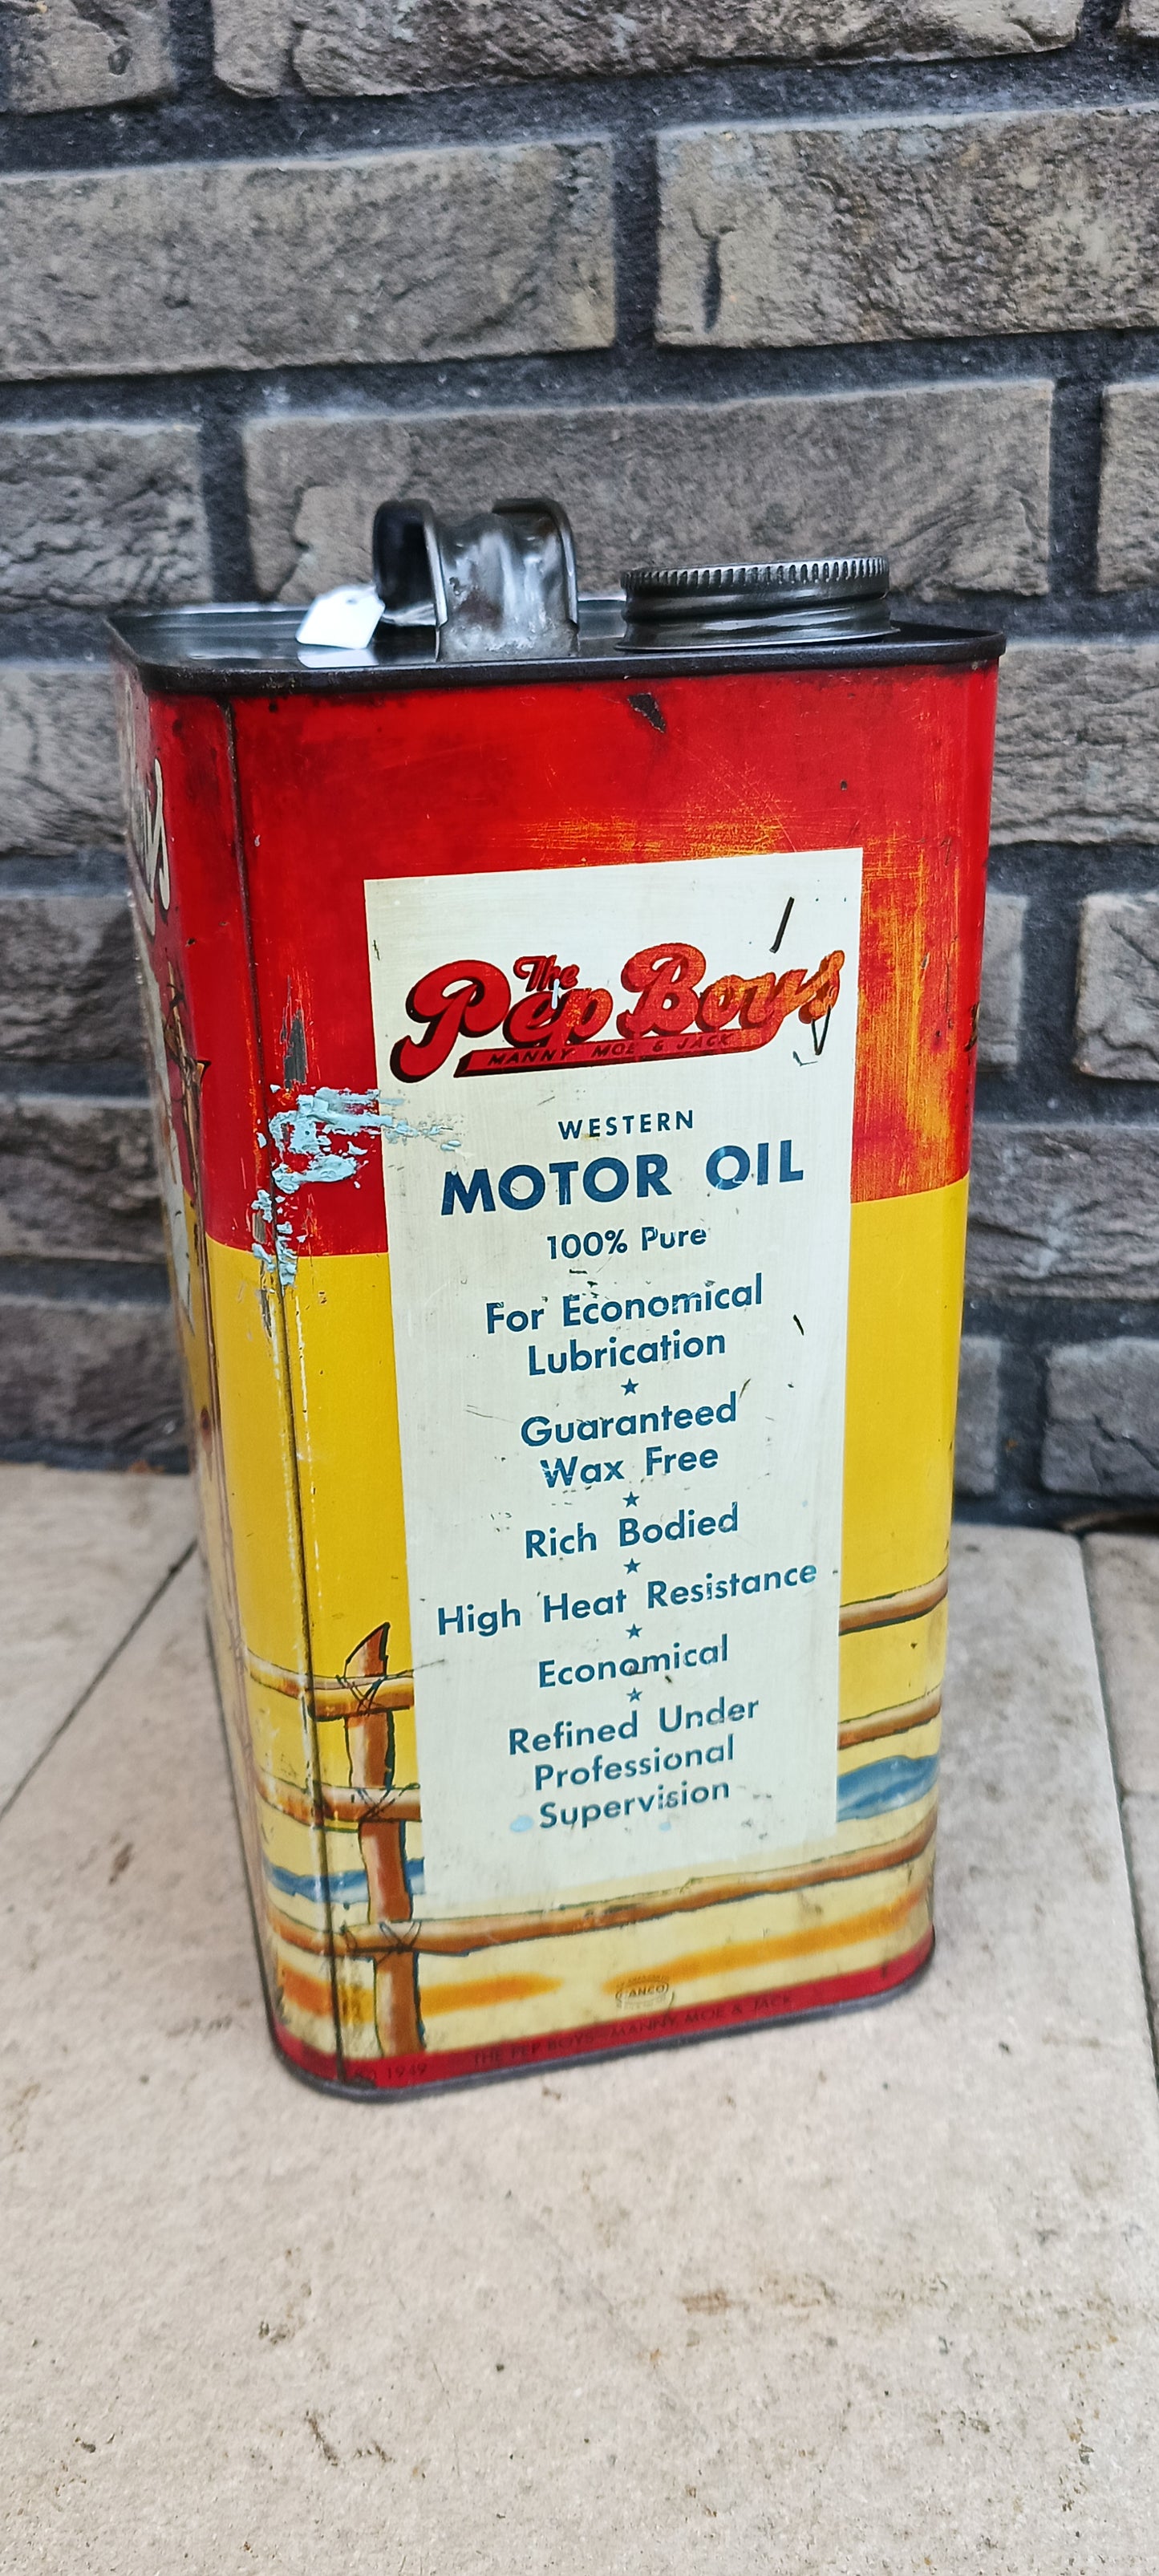 The
Pep Boys
MANNY MOE & JACK
WESTERN
MOTOR OIL
100% Pure
For Economical
Lubrication
★
Guaranteed
Wax Free
★
Rich Bodied
★
High Heat Resistance
★
Economical
★
Refined Under
Professional
Supervision
CANCO
1949 THE PEP BOYS - MANNY, MOE & JACK